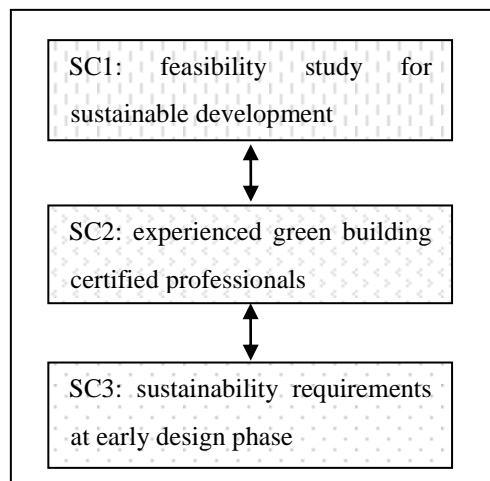 SC1: feasibility study for
sustainable development
SC2: experienced green building
certified professionals
SC3: sustainability requirements
at early design phase